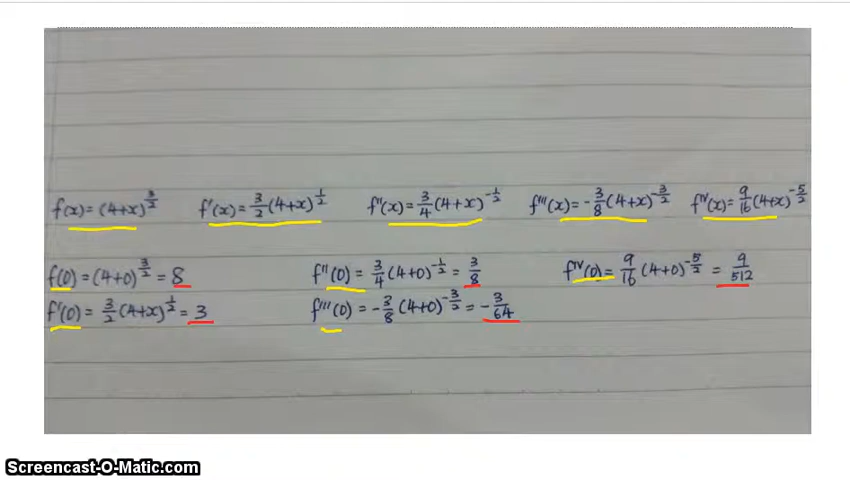 f(x) = (4+x)^{3/2} f'(x) = 3/2 (4+x)^{1/2} f''(x) = 3/4 (4+x)^{-1/2} f'''(x) = -3/8 (4+x)^{-3/2} f^{IV}(x) = 9/16 (4+x)^{-5/2}
f(0) = (4+0)^{3/2} = 8 f''(0) = 3/4 (4+0)^{-1/2} = 3/8 f^{IV}(0) = 9/16 (4+0)^{-5/2} = 9/512
f'(0) = 3/2 (4+x)^{1/2} = 3 f'''(0) = -3/8 (4+0)^{-3/2} = -3/64
Screencast-O-Matic.com